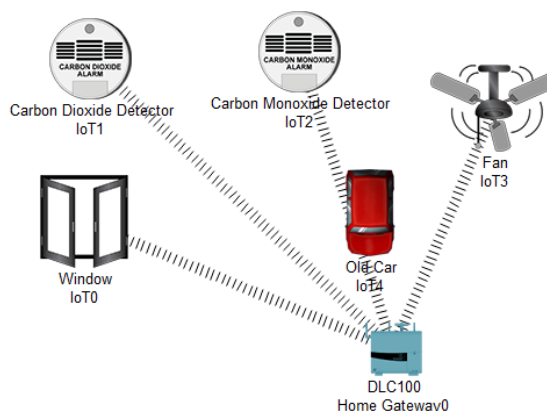 CARBON DIOXIDE
ALARM
Carbon Dioxide Detector
IoT1
CARBON MONOXIDE
ALARM
Carbon Monoxide Detector
IoT2
Fan
IoT3
Window
IoT0
Old Car
IoT4
DLC100
Home Gateway0